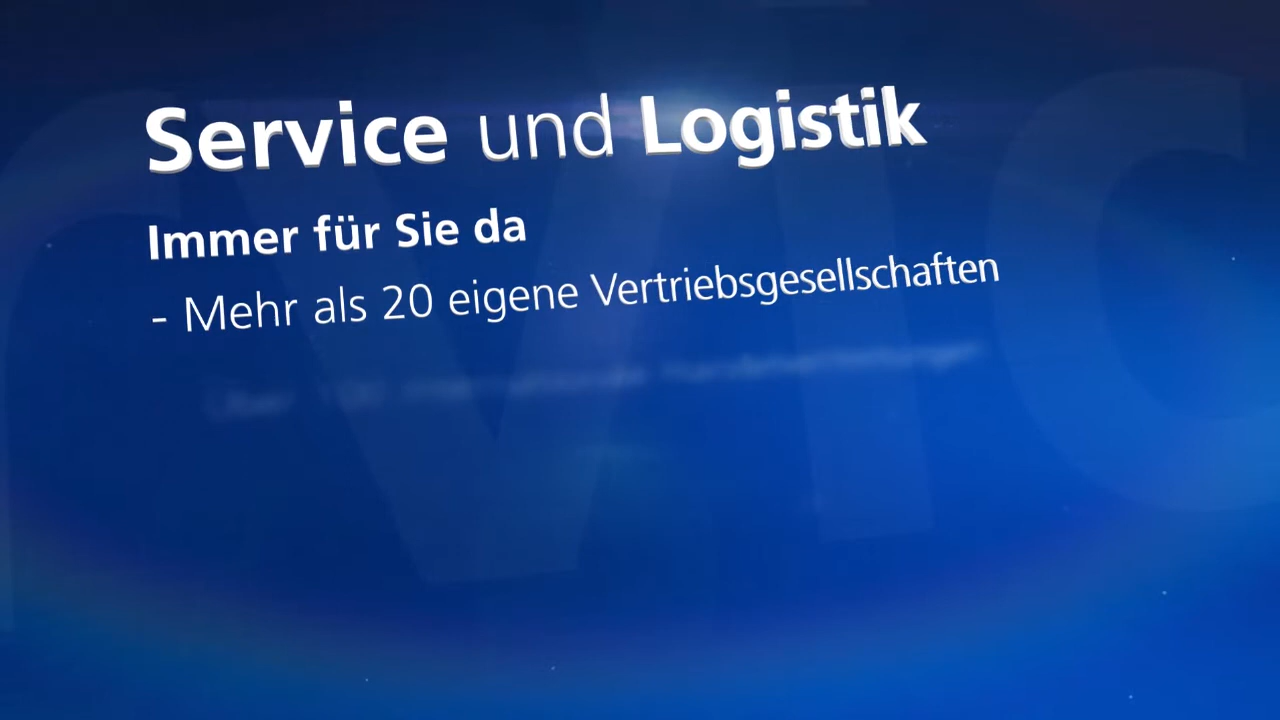 Service und Logistik
Immer für Sie da
- Mehr als 20 eigene Vertriebsgesellschaften